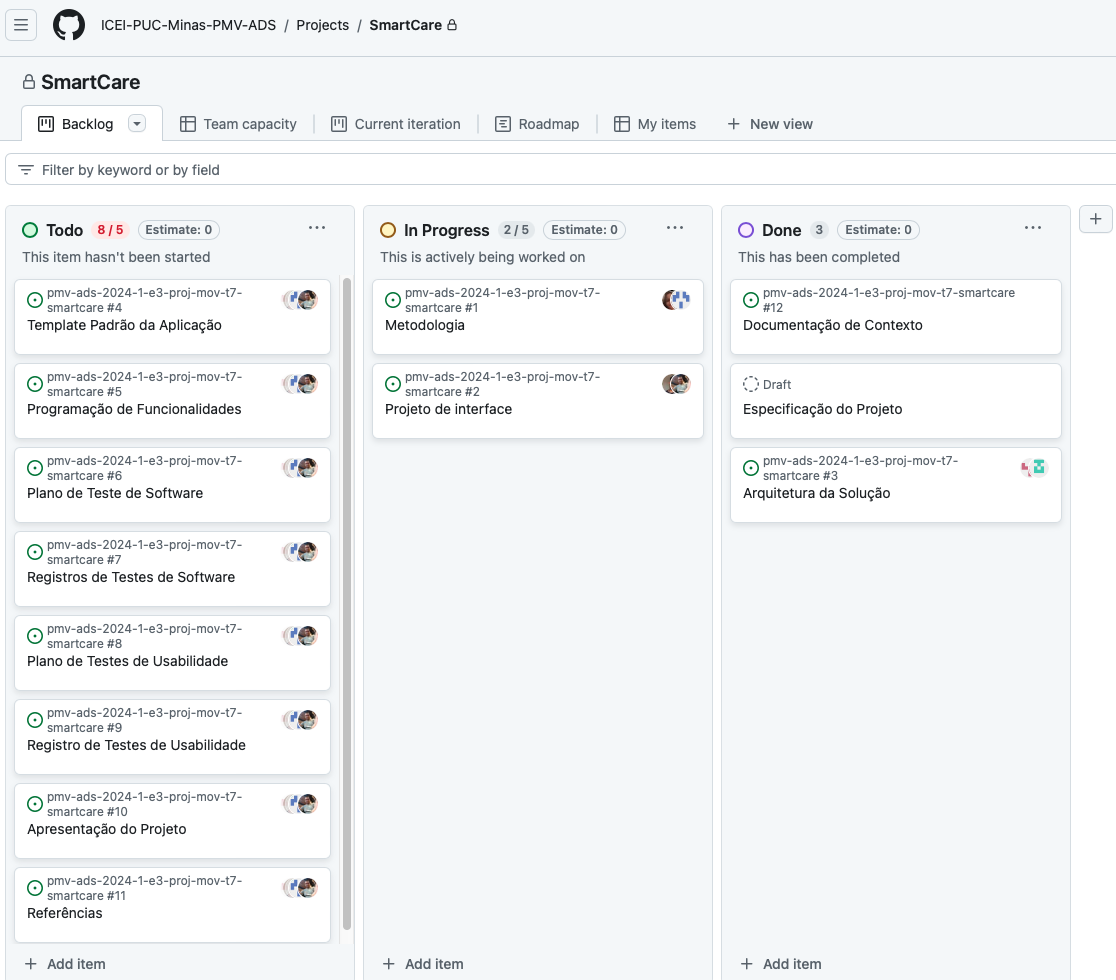 ICEI-PUC-Minas-PMV-ADS / Projects / SmartCare
SmartCare
Backlog
Team capacity
Current iteration
Roadmap
My items
New view
Filter by keyword or by field
Todo 8 / 5 Estimate: 0
This item hasn't been started
pmv-ads-2024-1-e3-proj-mov-t7-
smartcare #4
Template Padrão da Aplicação
pmv-ads-2024-1-e3-proj-mov-t7-
smartcare #5
Programação de Funcionalidades
pmv-ads-2024-1-e3-proj-mov-t7-
smartcare #6
Plano de Teste de Software
pmv-ads-2024-1-e3-proj-mov-t7-
smartcare #7
Registros de Testes de Software
pmv-ads-2024-1-e3-proj-mov-t7-
smartcare #8
Plano de Testes de Usabilidade
pmv-ads-2024-1-e3-proj-mov-t7-
smartcare #9
Registro de Testes de Usabilidade
pmv-ads-2024-1-e3-proj-mov-t7-
smartcare #10
Apresentação do Projeto
pmv-ads-2024-1-e3-proj-mov-t7-
smartcare #11
Referências
Add item
In Progress 2 / 5 Estimate: 0
This is actively being worked on
pmv-ads-2024-1-e3-proj-mov-t7-
smartcare #1
Metodologia
pmv-ads-2024-1-e3-proj-mov-t7-
smartcare #2
Projeto de interface
Add item
Done 3 Estimate: 0
This has been completed
pmv-ads-2024-1-e3-proj-mov-t7-smartcare
#12
Documentação de Contexto
Draft
Especificação do Projeto
pmv-ads-2024-1-e3-proj-mov-t7-
smartcare #3
Arquitetura da Solução
Add item